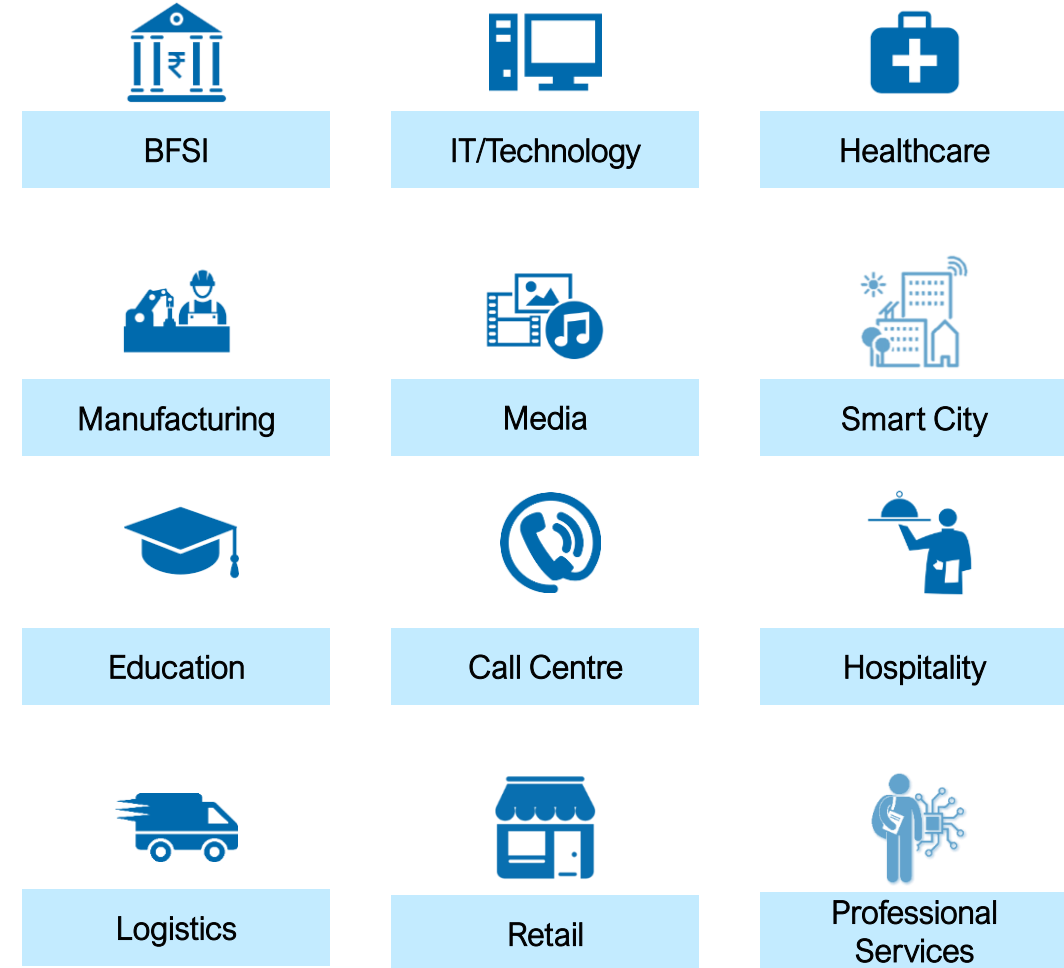 ₹
BFSI
IT/Technology
Healthcare
Manufacturing
Media
Smart City
Education
Call Centre
Hospitality
Logistics
Retail
Professional
Services